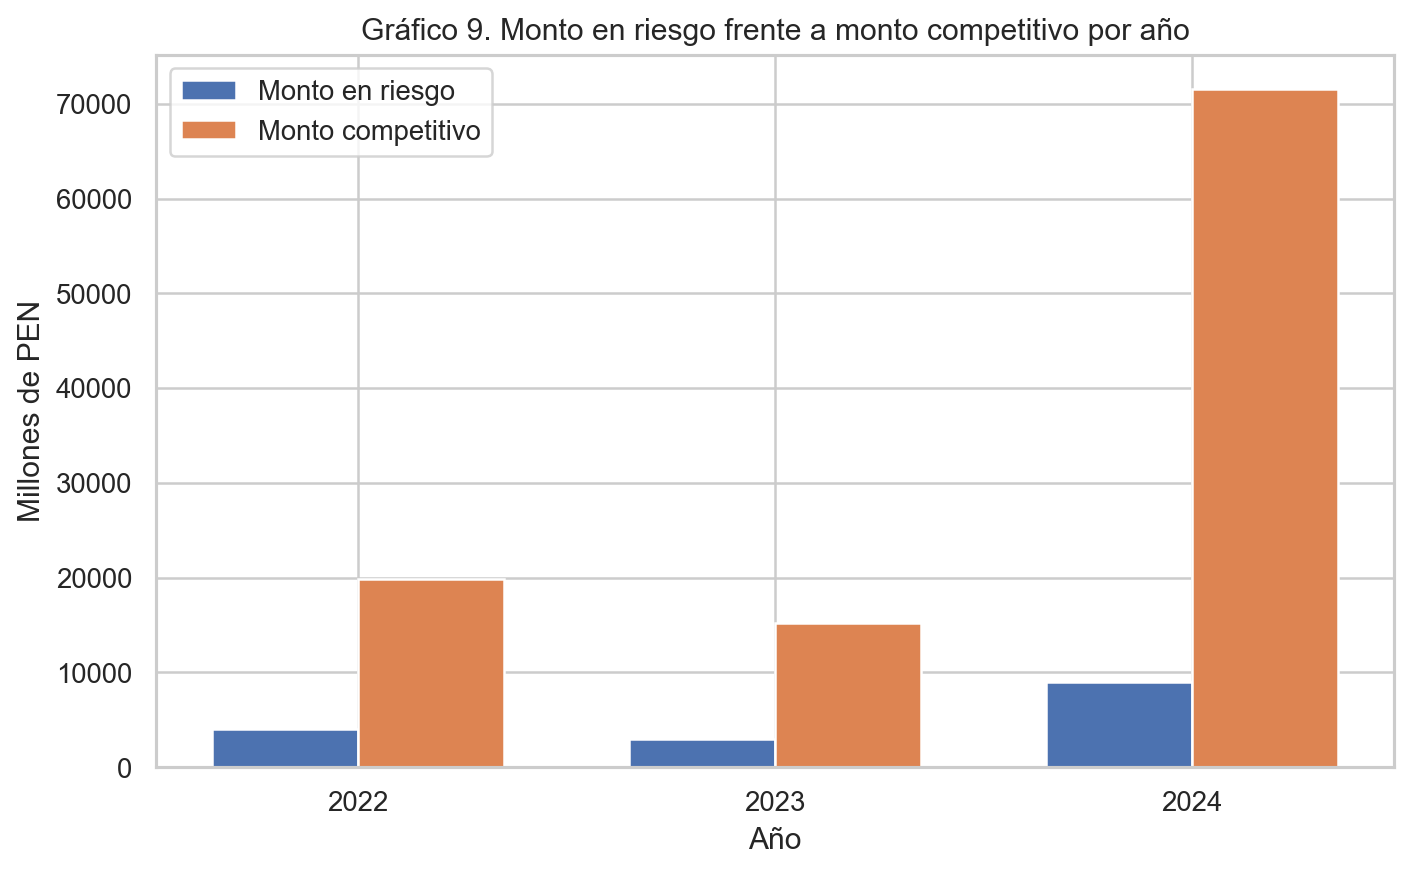 Gráfico 9. Monto en riesgo frente a monto competitivo por año
Monto en riesgo
Monto competitivo
70000
60000
50000
40000
30000
20000
10000
0
Millones de PEN
2022
2023
2024
Año